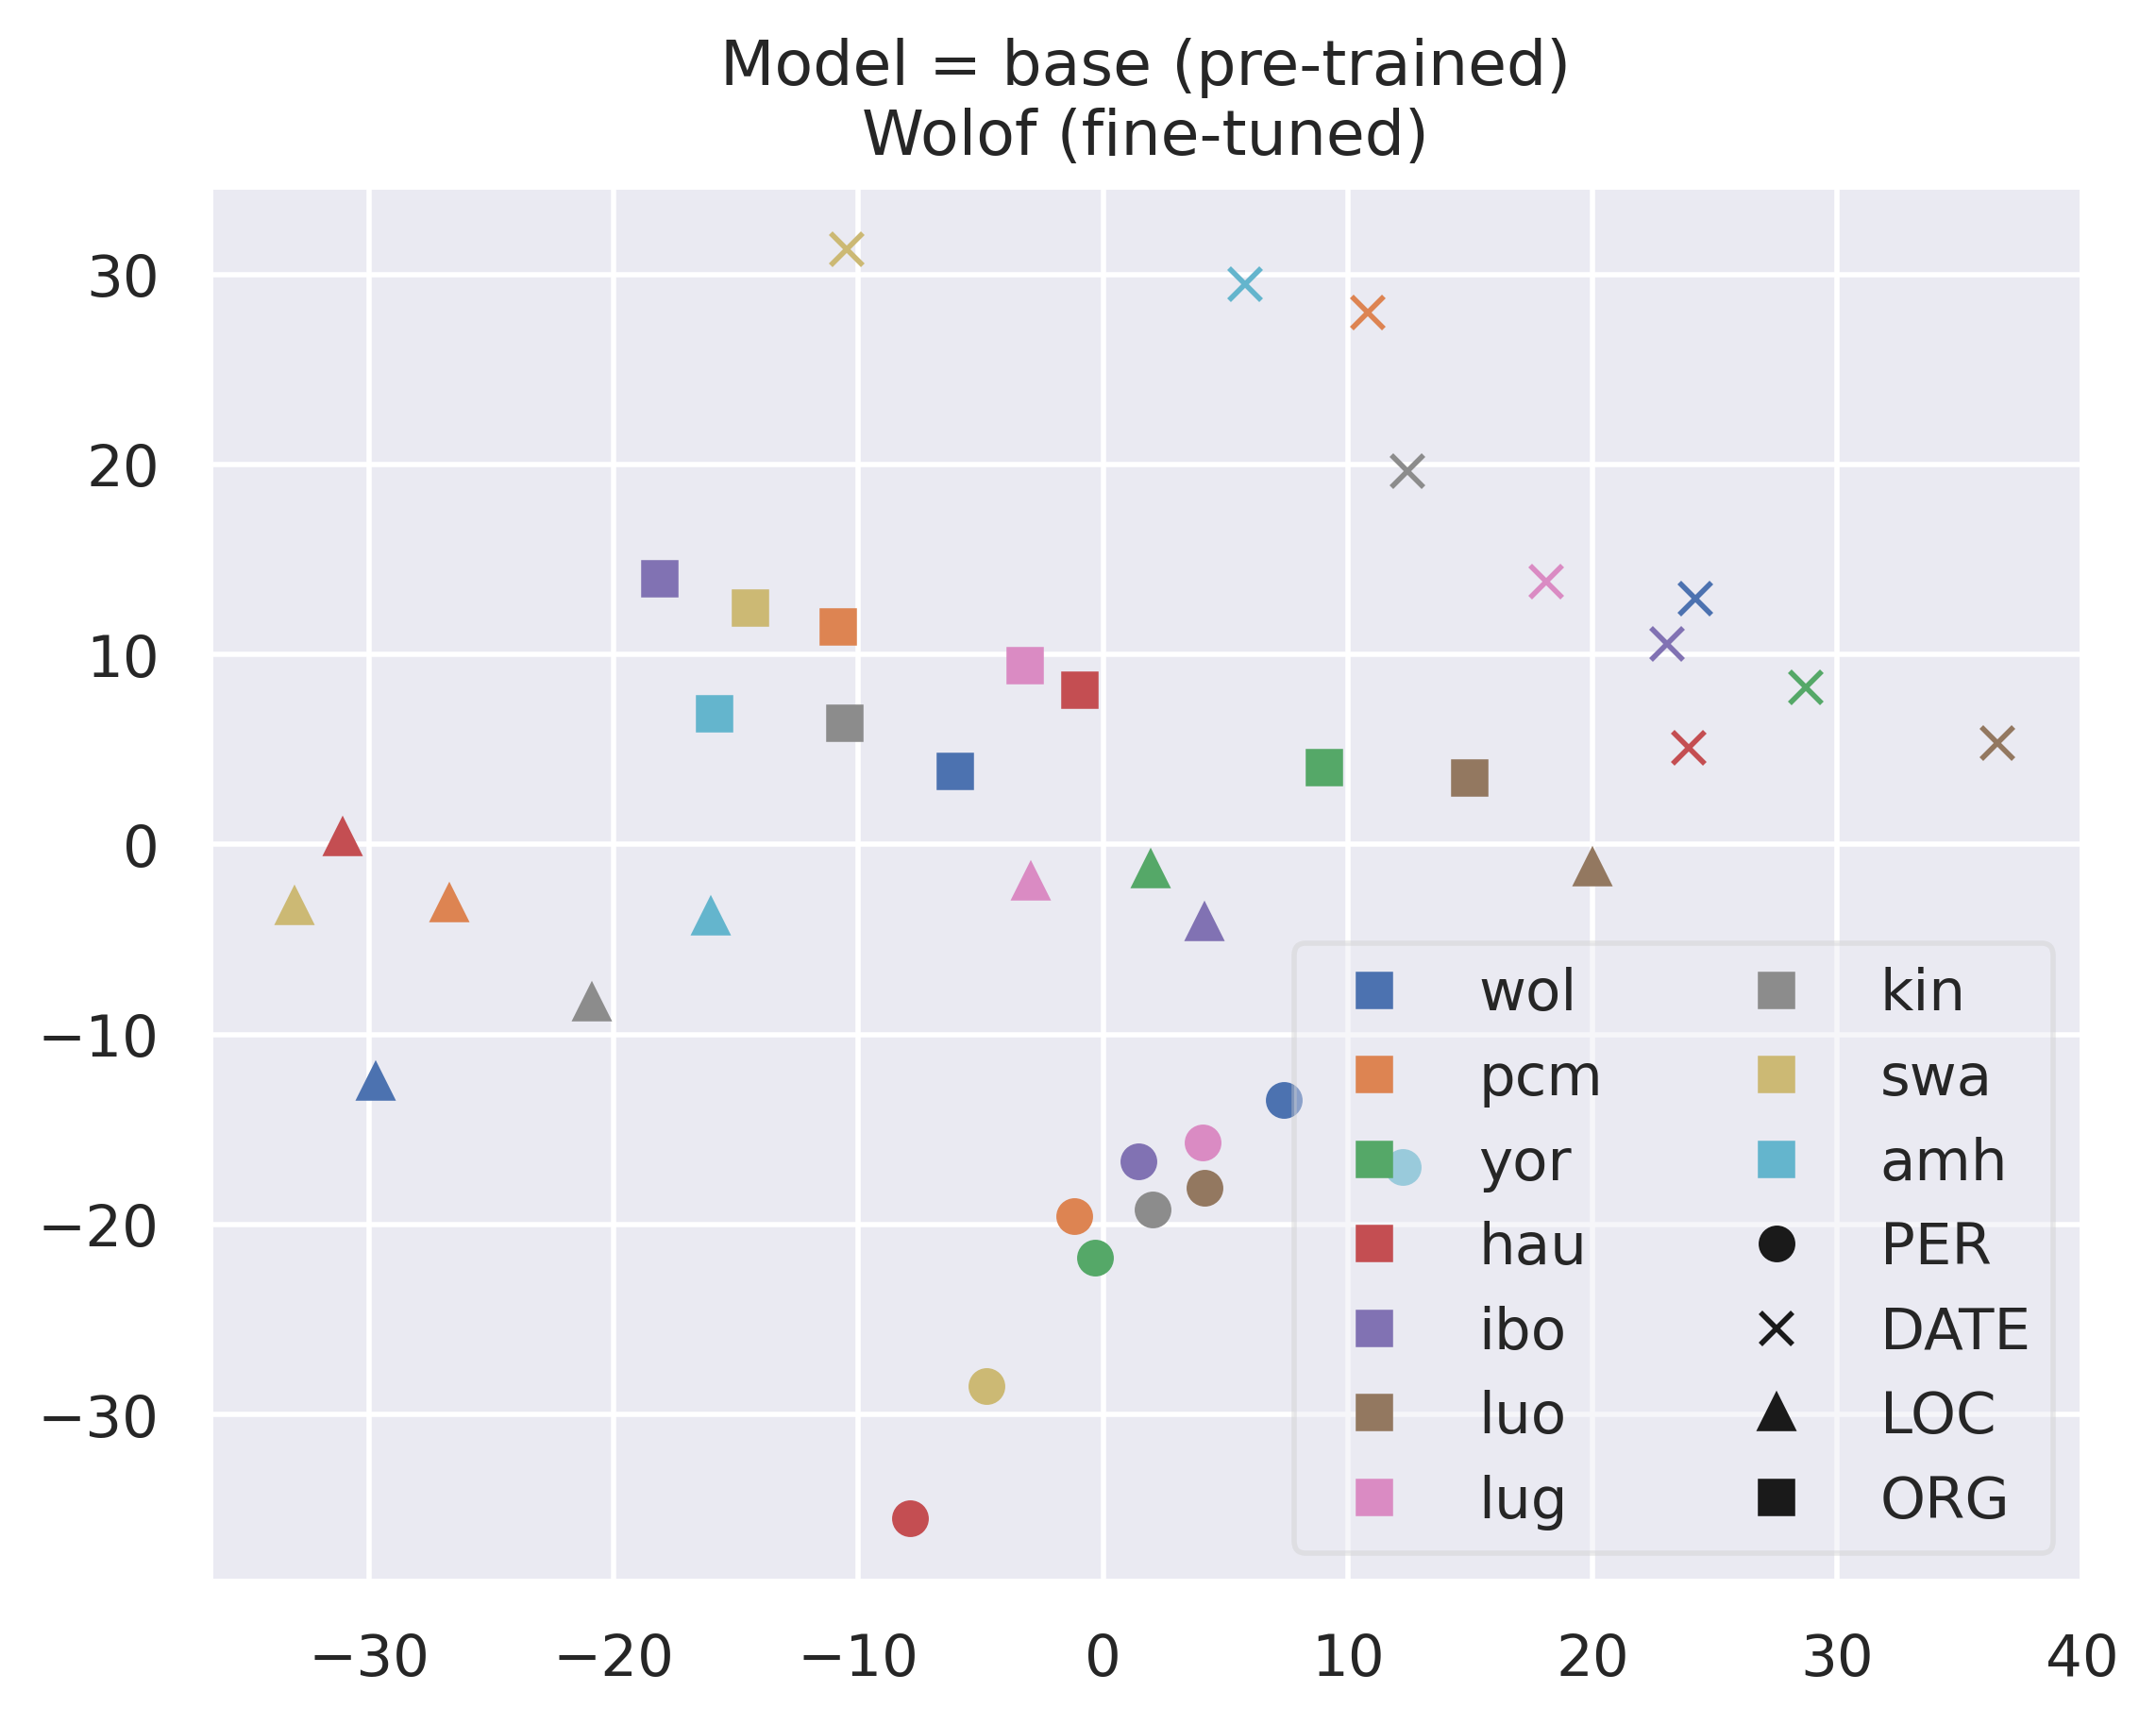 Model = base (pre-trained)
Wolof (fine-tuned)
30
20
10
0
−10
−20
−30
−30
−20
−10
0
10
20
30
40
wol
pcm
yor
hau
ibo
luo
lug
kin
swa
amh
PER
DATE
LOC
ORG